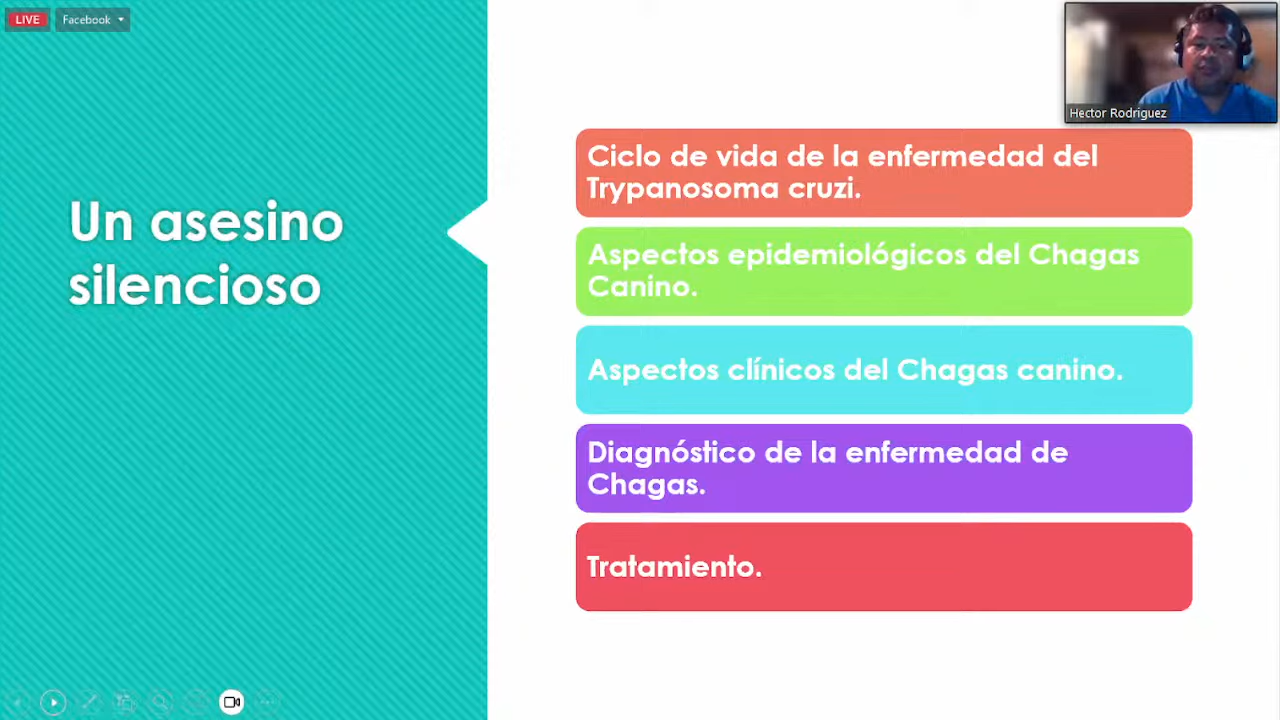 LIVE
Facebook
Hector Rodríguez
Un asesino
silencioso
Ciclo de vida de la enfermedad del
Trypanosoma cruzi.
Aspectos epidemiológicos del Chagas
Canino.
Aspectos clínicos del Chagas canino.
Diagnóstico de la enfermedad de
Chagas.
Tratamiento.